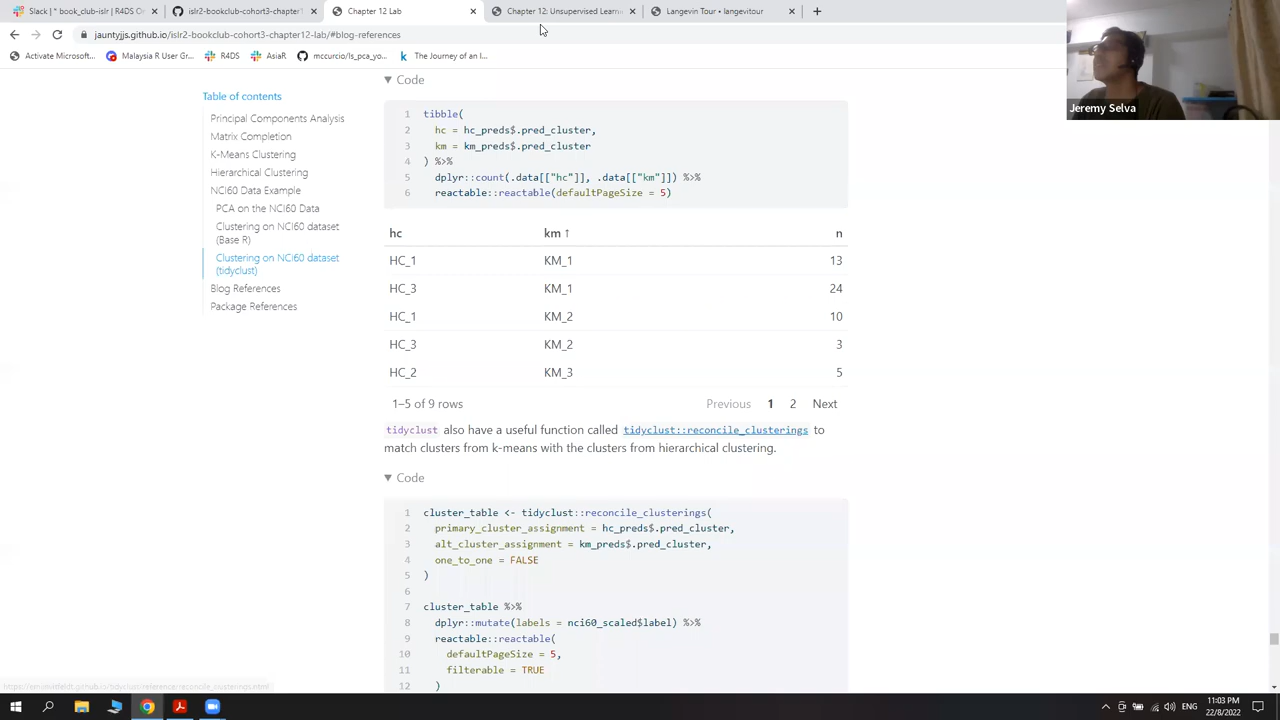 Slack | * book_club-islr | R4DS O
islr2-bookclub-cohort3-chapter
Chapter 12 Lab
Chapter 12: Unsupervised Learni
Langevin Tour • langevitour
jauntyjjs.github.io/islr2-bookclub-cohort3-chapter12-lab/#blog-references
Activate Microsoft...
Malaysia R User Gr...
R4DS
AsiaR
mccurcio/ls_pca_yo...
The Journey of an I...
Jeremy Selva
Table of contents
Principal Components Analysis
Matrix Completion
K-Means Clustering
Hierarchical Clustering
NCI60 Data Example
PCA on the NCI60 Data
Clustering on NCI60 dataset
(Base R)
Clustering on NCI60 dataset
(tidyclust)
Blog References
Package References
▼ Code
1 tibble(
2 hc = hc_preds$.pred_cluster,
3 km = km_preds$.pred_cluster
4 ) %>%
5 dplyr::count(.data[["hc"]], .data[["km"]]) %>%
6 reactable::reactable(defaultPageSize = 5)
hc km ↑ n
HC_1 KM_1 13
HC_3 KM_1 24
HC_1 KM_2 10
HC_3 KM_2 3
HC_2 KM_3 5
1–5 of 9 rows Previous 1 2 Next
tidyclust also have a useful function called tidyclust::reconcile_clusterings to
match clusters from k-means with the clusters from hierarchical clustering.
▼ Code
1 cluster_table <- tidyclust::reconcile_clusterings(
2 primary_cluster_assignment = hc_preds$.pred_cluster,
3 alt_cluster_assignment = km_preds$.pred_cluster,
4 one_to_one = FALSE
5 )
6
7 cluster_table %>%
8 dplyr::mutate(labels = nci60_scaled$label) %>%
9 reactable::reactable(
10 defaultPageSize = 5,
11 filterable = TRUE
12 )
ENG
11:03 PM
22/8/2022